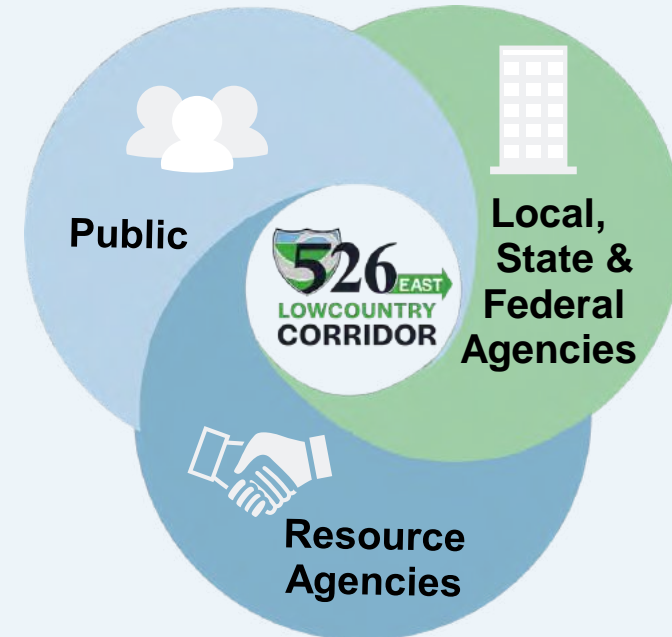 Public
Local,
State &
Federal
Agencies
526 EAST
LOWCOUNTRY
CORRIDOR
Resource
Agencies